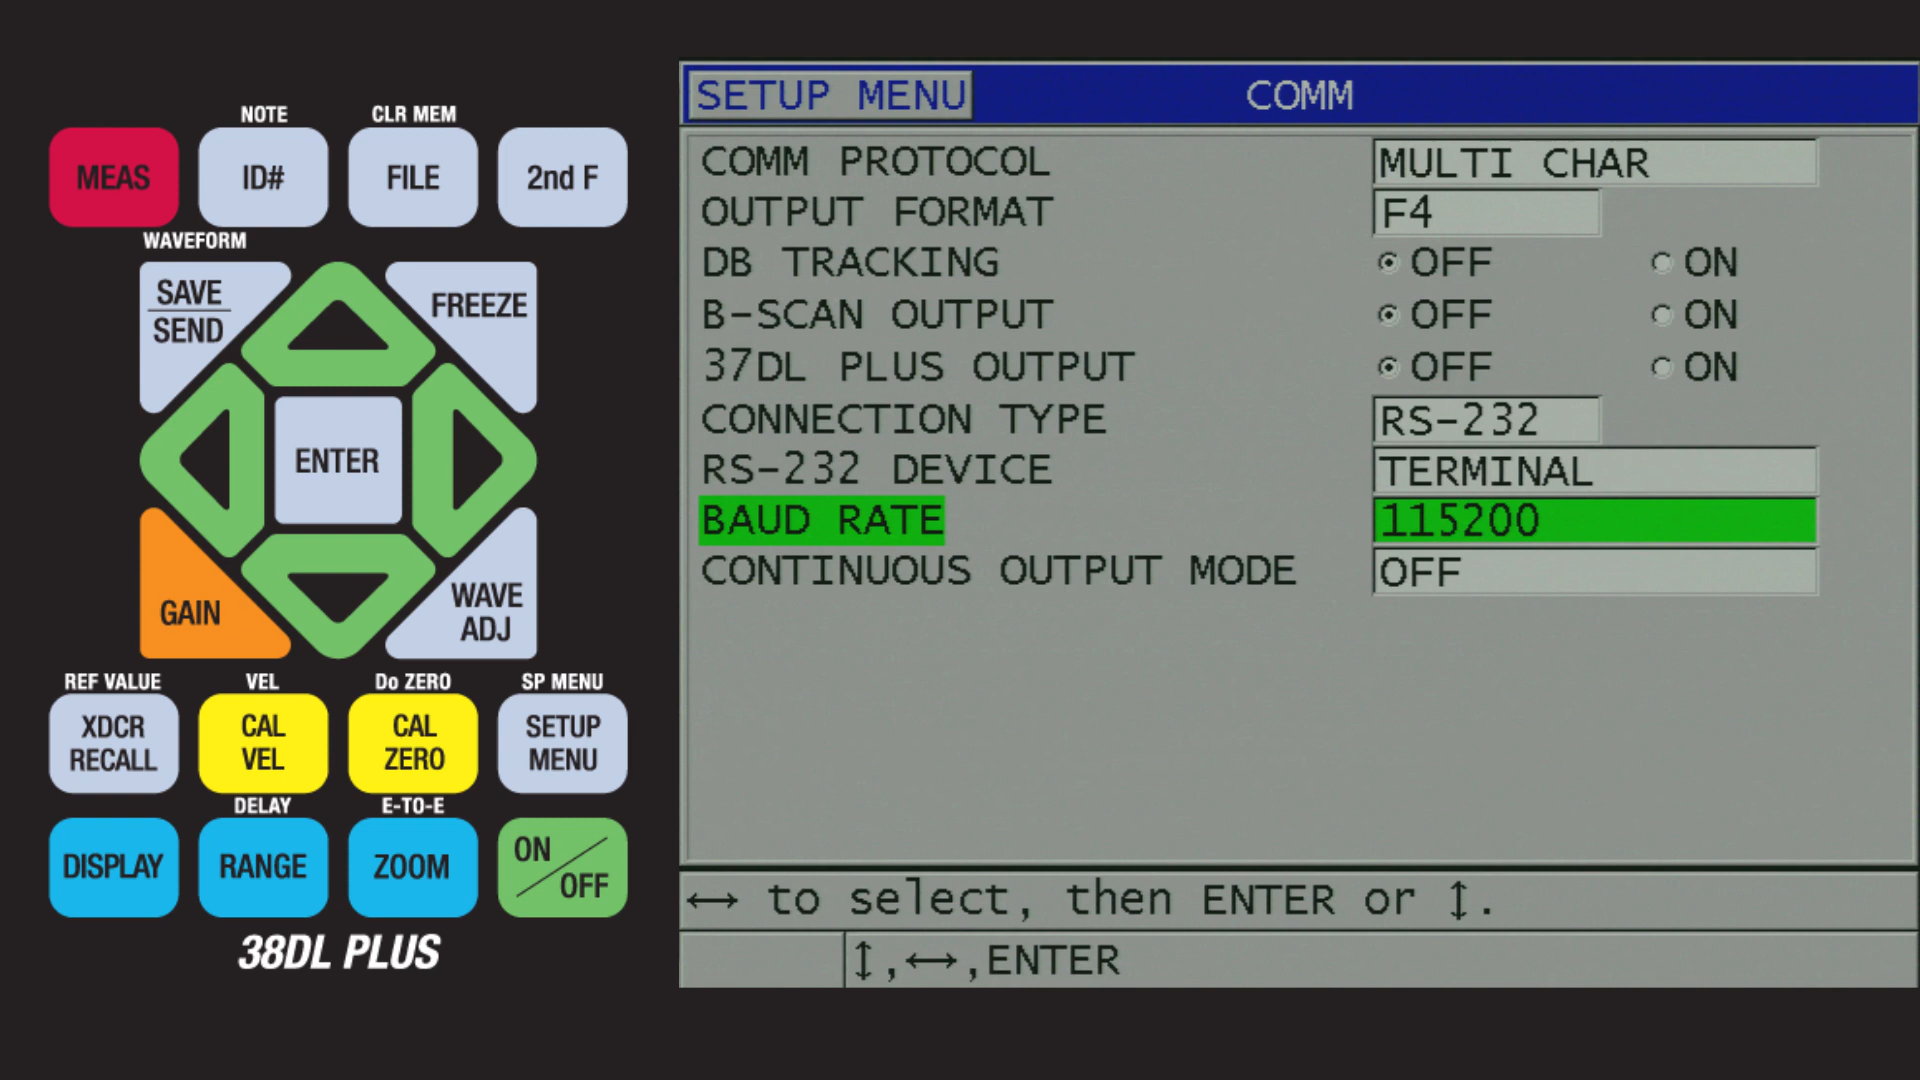 NOTE
CLR MEM
MEAS
ID#
FILE
2nd F
WAVEFORM
SAVE
SEND
FREEZE
ENTER
GAIN
WAVE
ADJ
REF VALUE
VEL
Do ZERO
SP MENU
XDCR
RECALL
CAL
VEL
CAL
ZERO
SETUP
MENU
DELAY
E-TO-E
DISPLAY
RANGE
ZOOM
ON
OFF
38DL PLUS
SETUP MENU COMM
COMM PROTOCOL MULTI CHAR
OUTPUT FORMAT F4
DB TRACKING OFF ON
B-SCAN OUTPUT OFF ON
37DL PLUS OUTPUT OFF ON
CONNECTION TYPE RS-232
RS-232 DEVICE TERMINAL
BAUD RATE 115200
CONTINUOUS OUTPUT MODE OFF
↔ to select, then ENTER or ↕.
↕,↔,ENTER